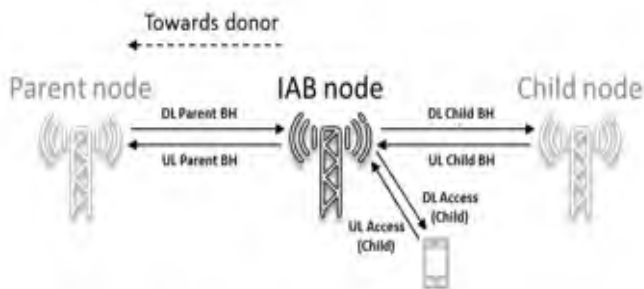 Towards donor
Parent node
IAB node
Child node
DL Parent BH
DL Child BH
UL Parent BH
UL Child BH
DL Access
(Child)
UL Access
(Child)